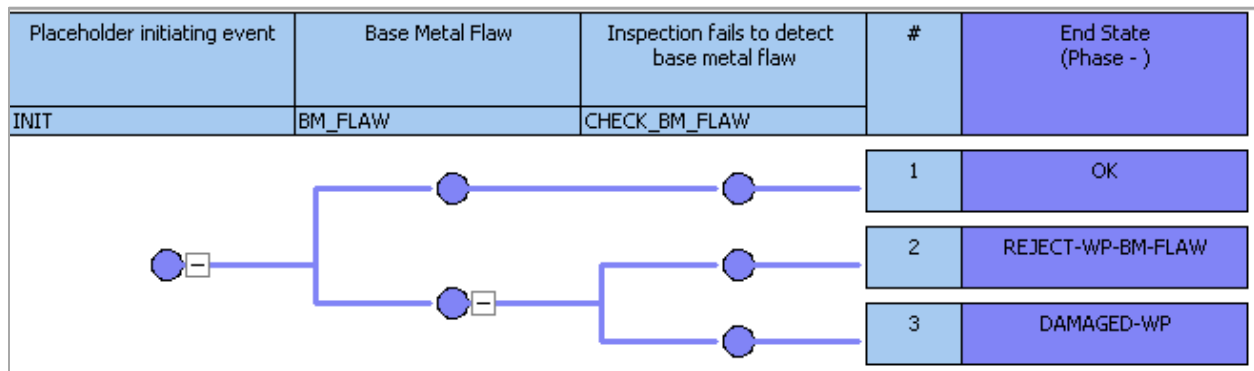 Placeholder initiating event
Base Metal Flaw
Inspection fails to detect
base metal flaw
#
End State
(Phase - )
INIT
BM_FLAW
CHECK_BM_FLAW
1
OK
2
REJECT-WP-BM-FLAW
3
DAMAGED-WP